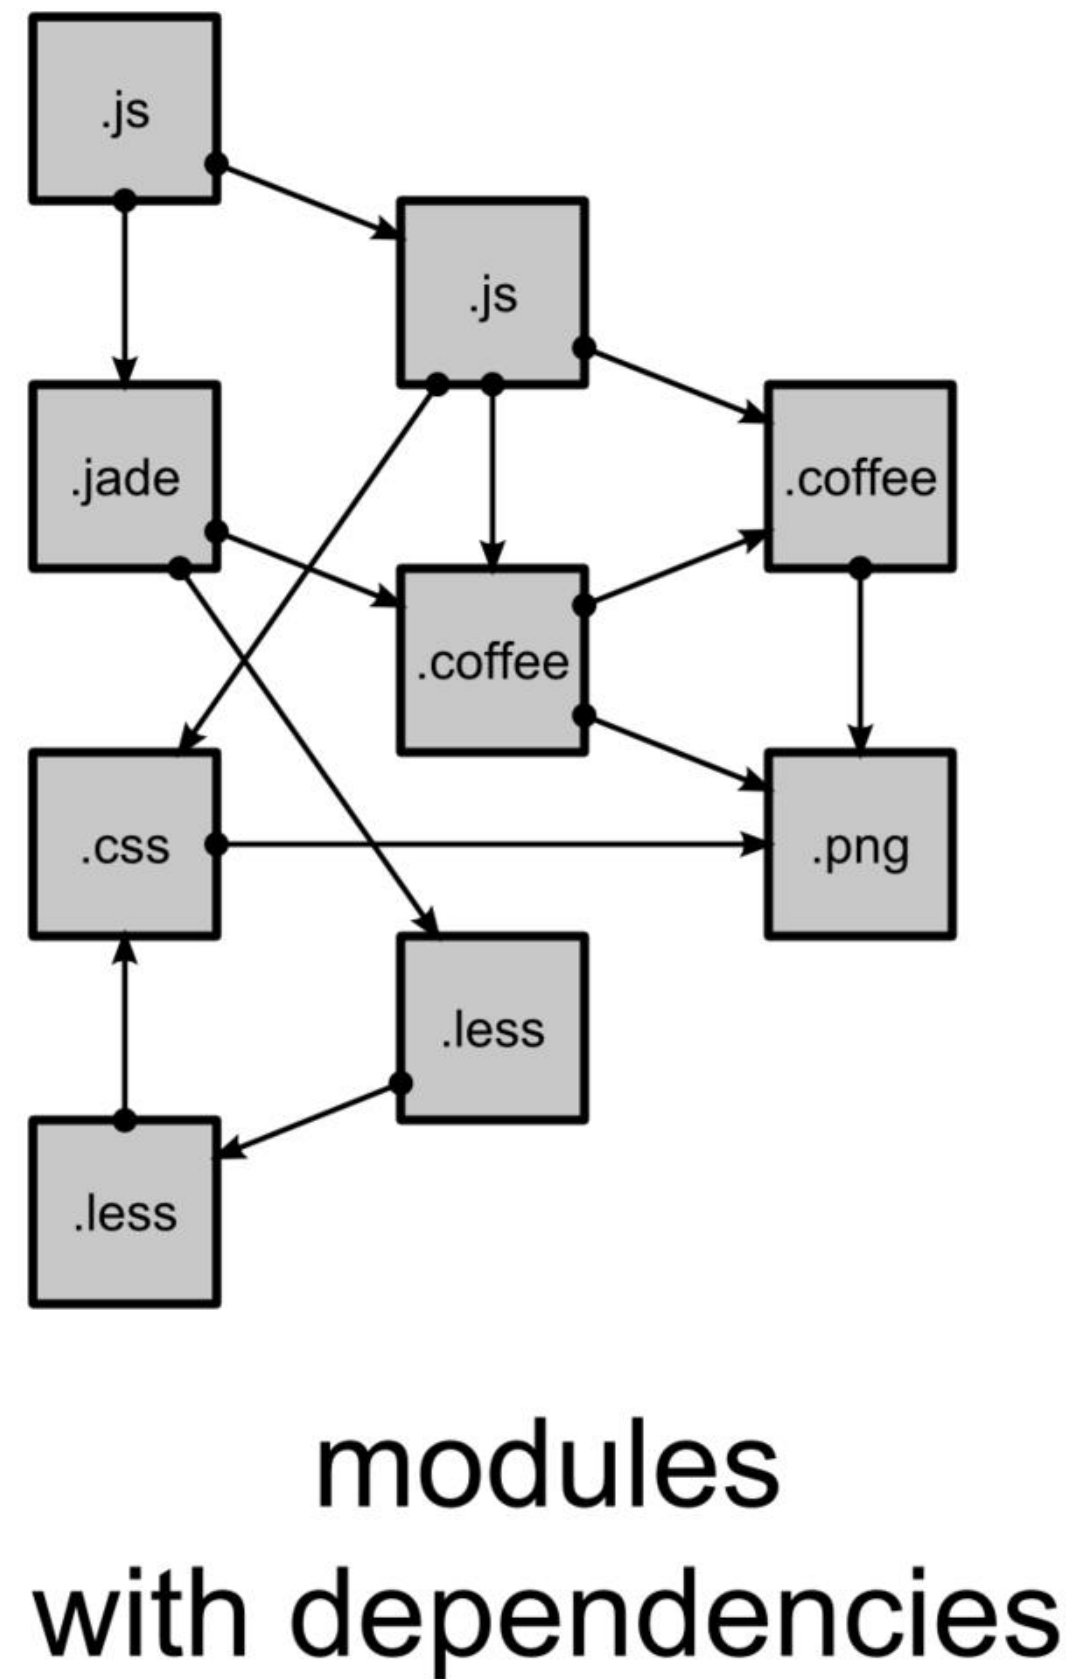 .js
.js
.jade
.coffee
.coffee
.css
.png
.less
.less
modules
with dependencies